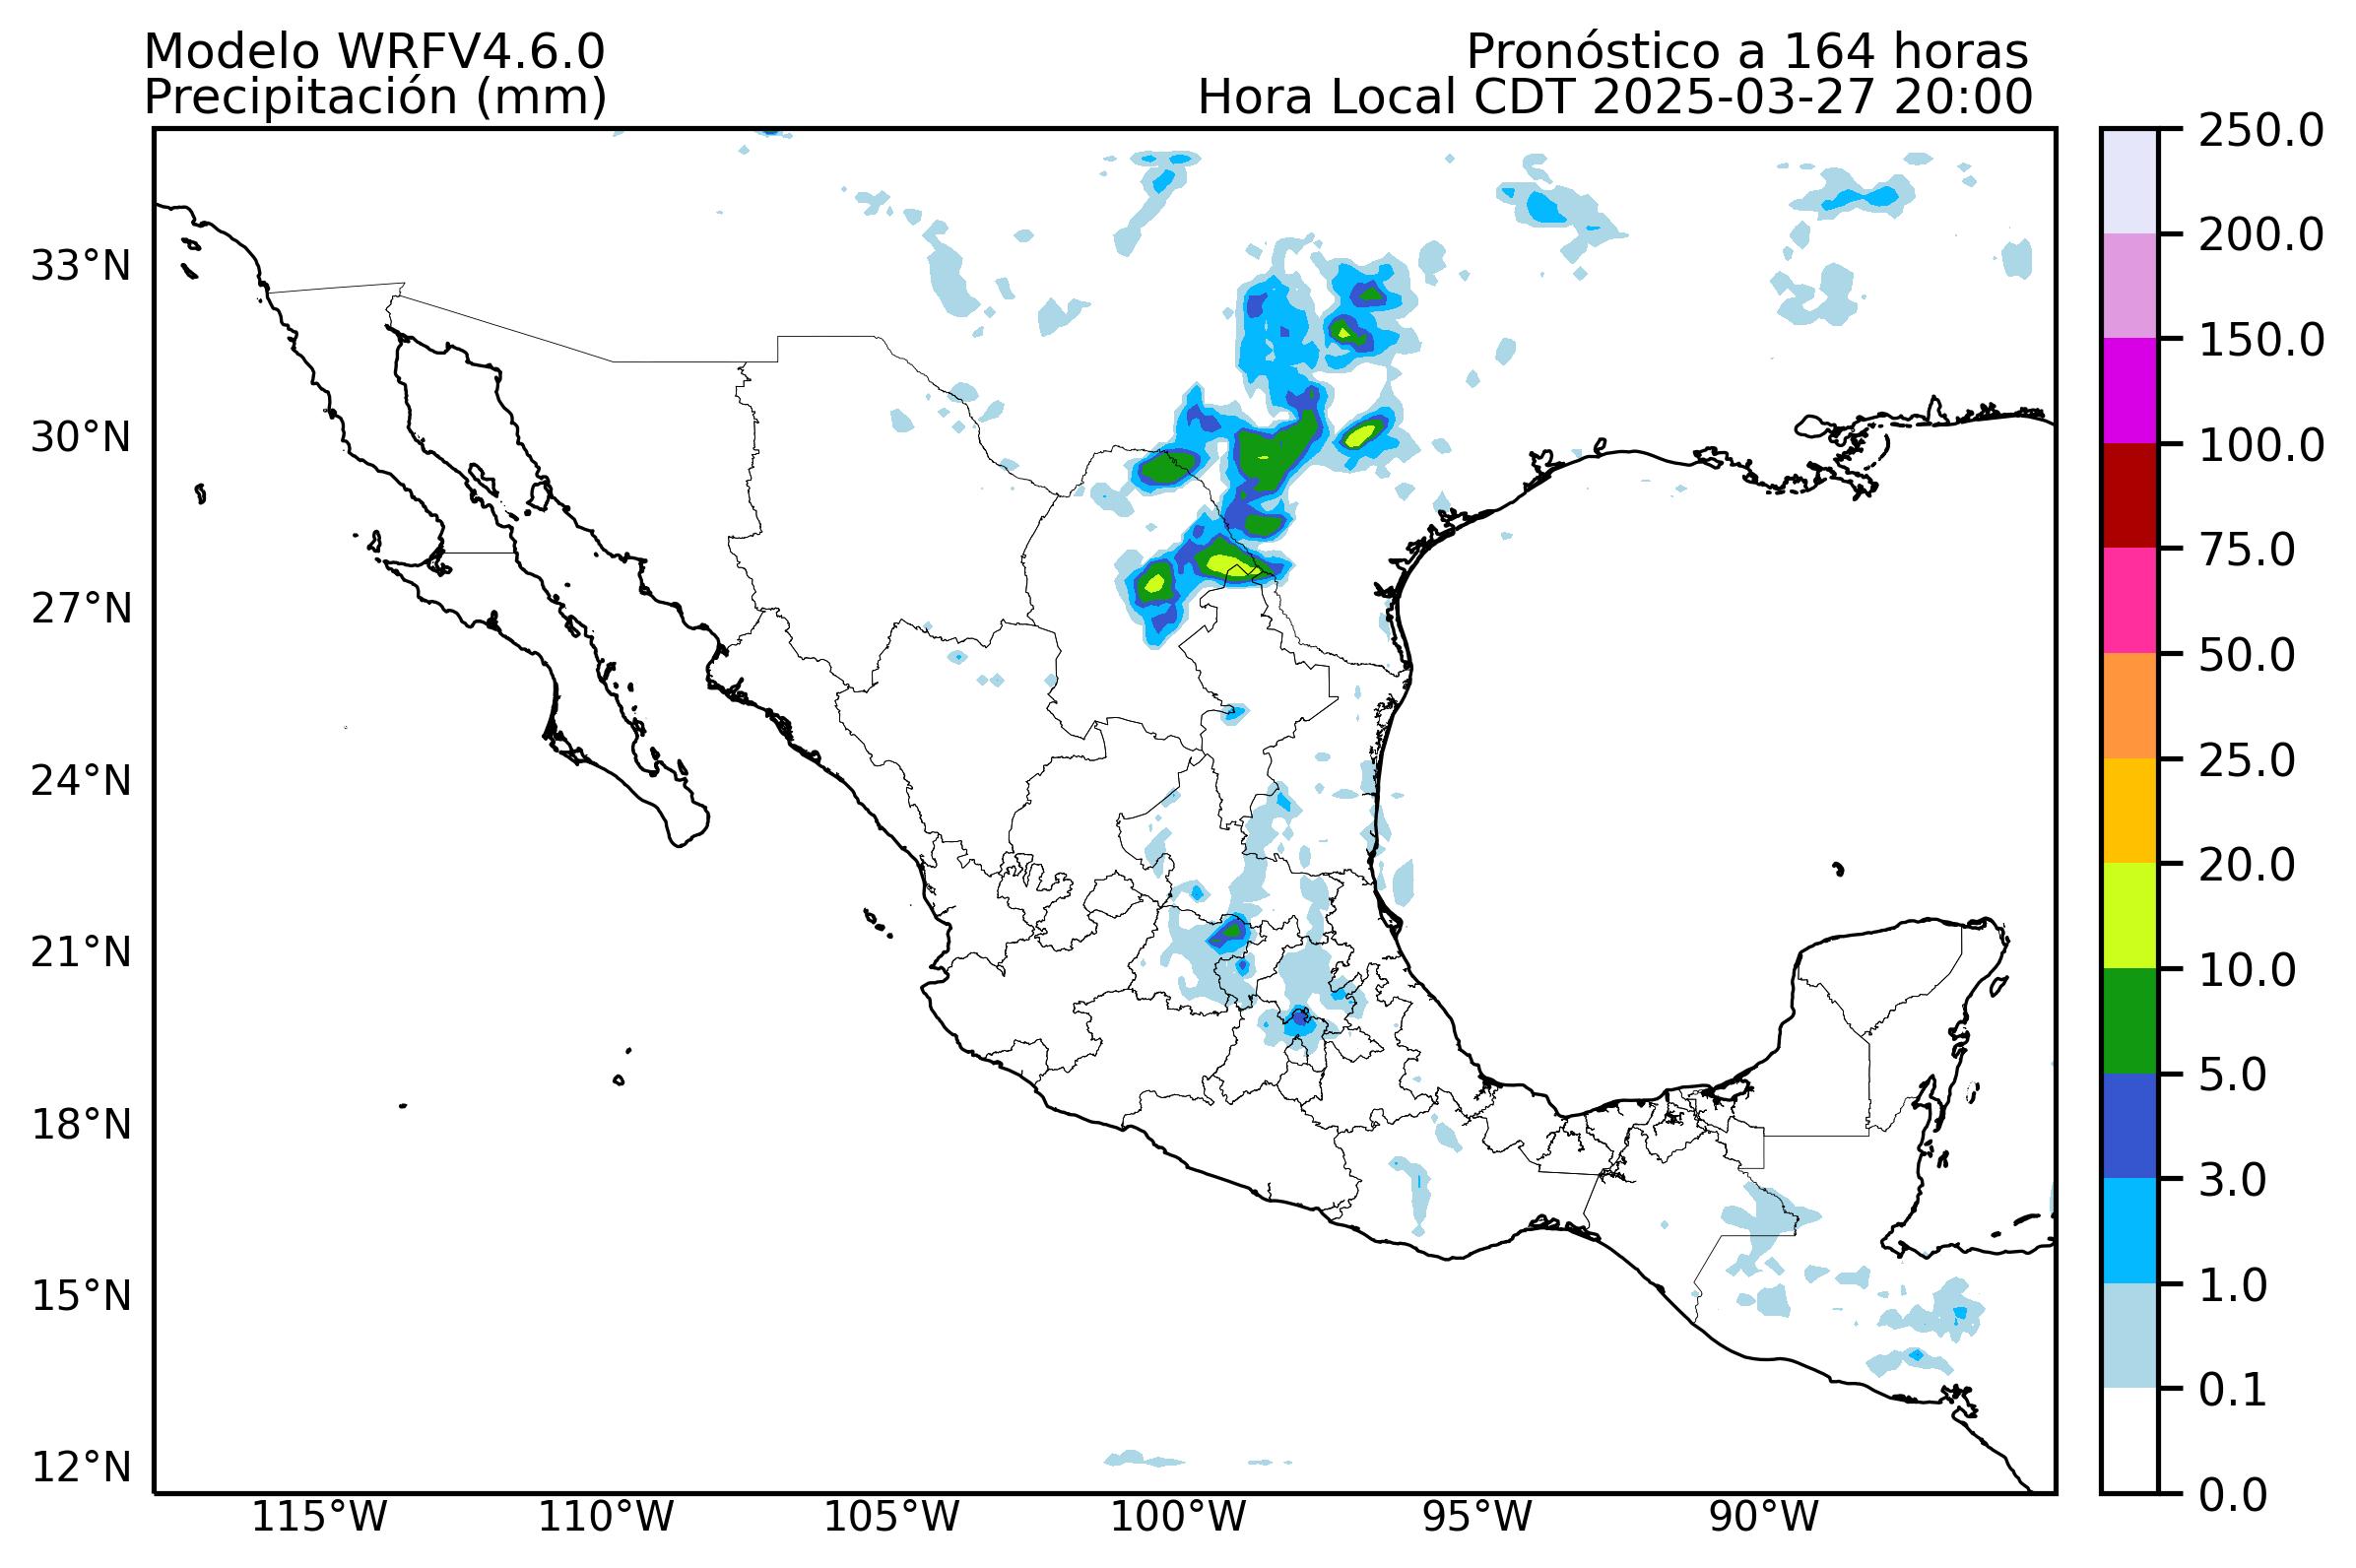 Modelo WRFV4.6.0
Precipitación (mm)
Pronóstico a 164 horas
Hora Local CDT 2025-03-27 20:00
33°N
30°N
27°N
24°N
21°N
18°N
15°N
12°N
115°W
110°W
105°W
100°W
95°W
90°W
250.0
200.0
150.0
100.0
75.0
50.0
25.0
20.0
10.0
5.0
3.0
1.0
0.1
0.0